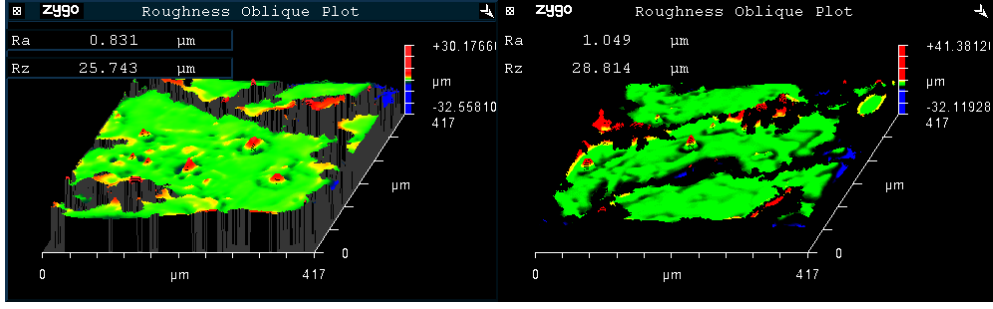 zygo Roughness Oblique Plot
Ra 0.831 µm
Rz 25.743 µm
+30.1766
µm
-32.55810
417
µm
0
0 µm 417
zygo Roughness Oblique Plot
Ra 1.049 µm
Rz 28.814 µm
+41.3812
µm
-32.11928
417
µm
0
0 µm 417